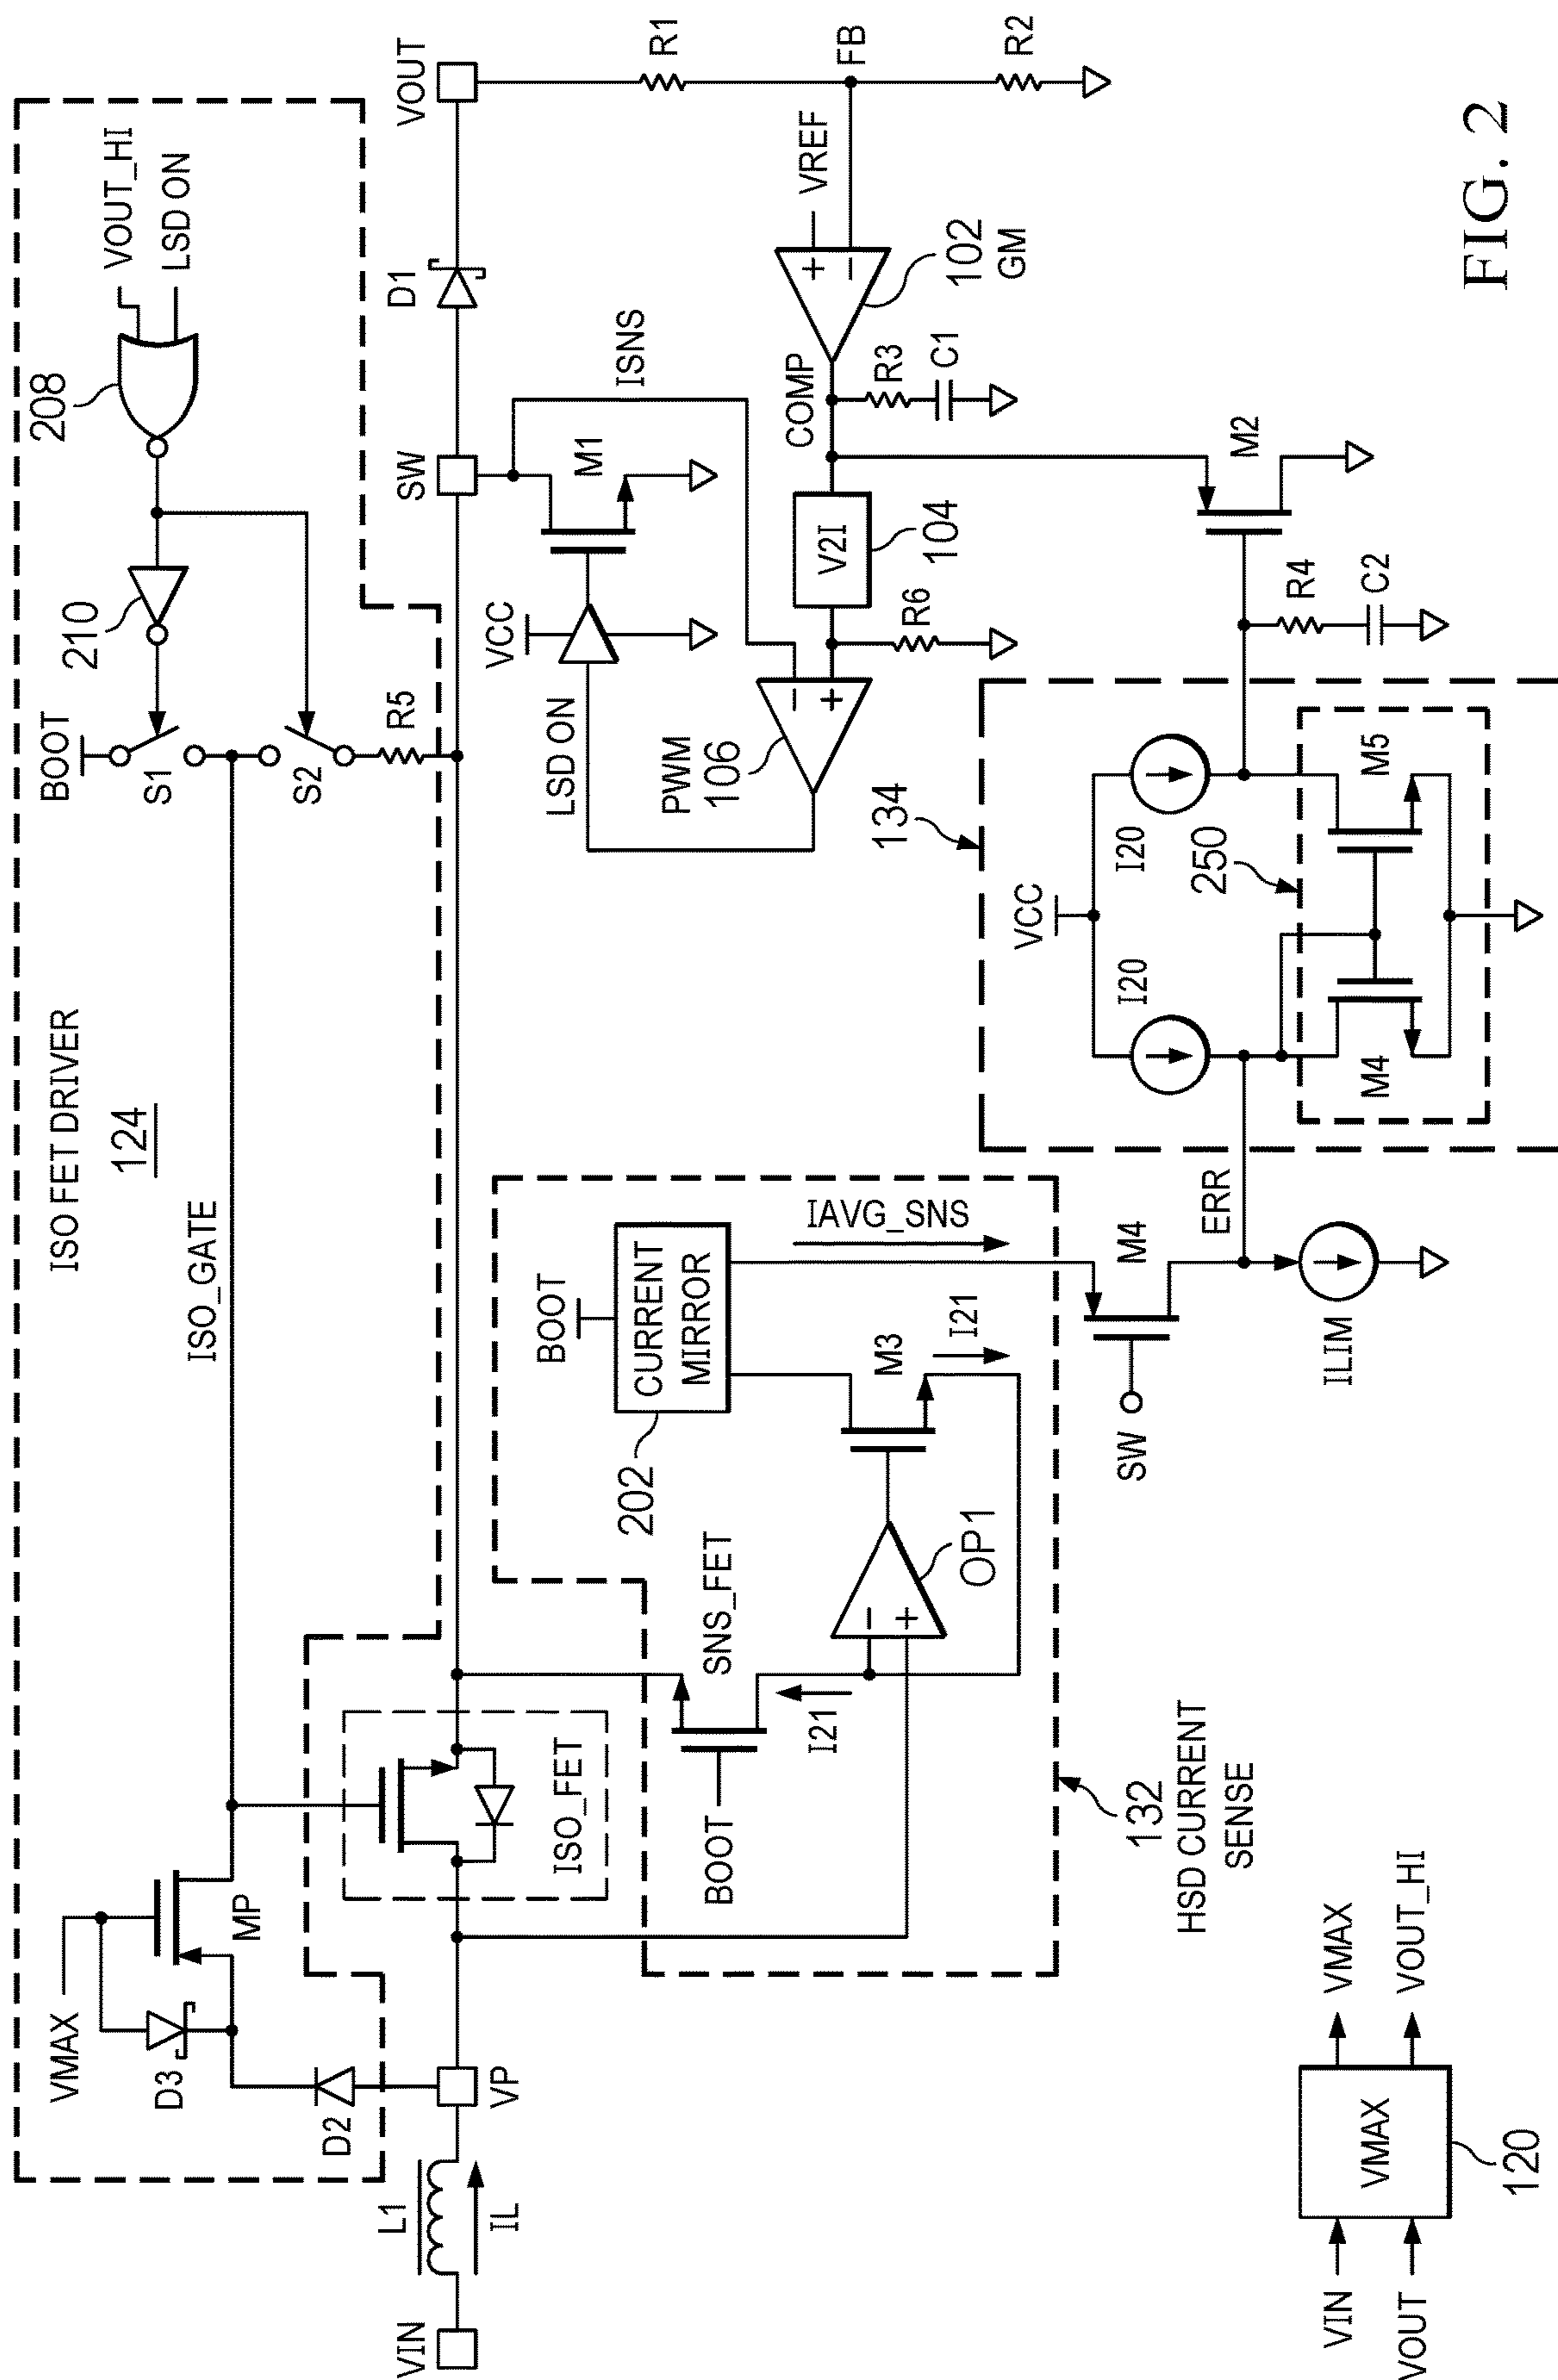 ISO FET DRIVER
124
VMAX
D3
D2
MP
ISO_GATE
BOOT
S1
S2
R5
210
208
VOUT_HI
LSD ON
VIN
L1
IL
VP
ISO_FET
SW
D1
VOUT
R1
FB
R2
BOOT
SNS_FET
I21
OP1
M3
I21
202
BOOT
CURRENT
MIRROR
IAVG_SNS
132
HSD CURRENT
SENSE
SW
M4
ERR
ILIM
VCC
LSD ON
M1
ISNS
PWM
106
V2I
104
R6
COMP
R3
C1
VREF
102
GM
M2
R4
C2
134
VCC
I20
I20
250
M4
M5
VIN
VOUT
VMAX
120
VMAX
VOUT_HI
FIG. 2